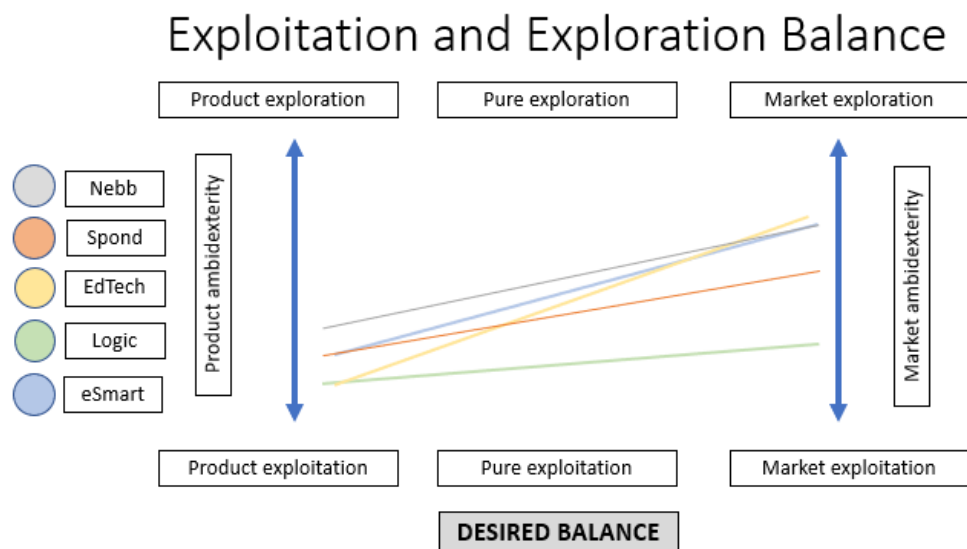 Exploitation and Exploration Balance
Product exploration
Pure exploration
Market exploration
Nebb
Spond
EdTech
Logic
eSmart
Product ambidexterity
Market ambidexterity
Product exploitation
Pure exploitation
Market exploitation
DESIRED BALANCE